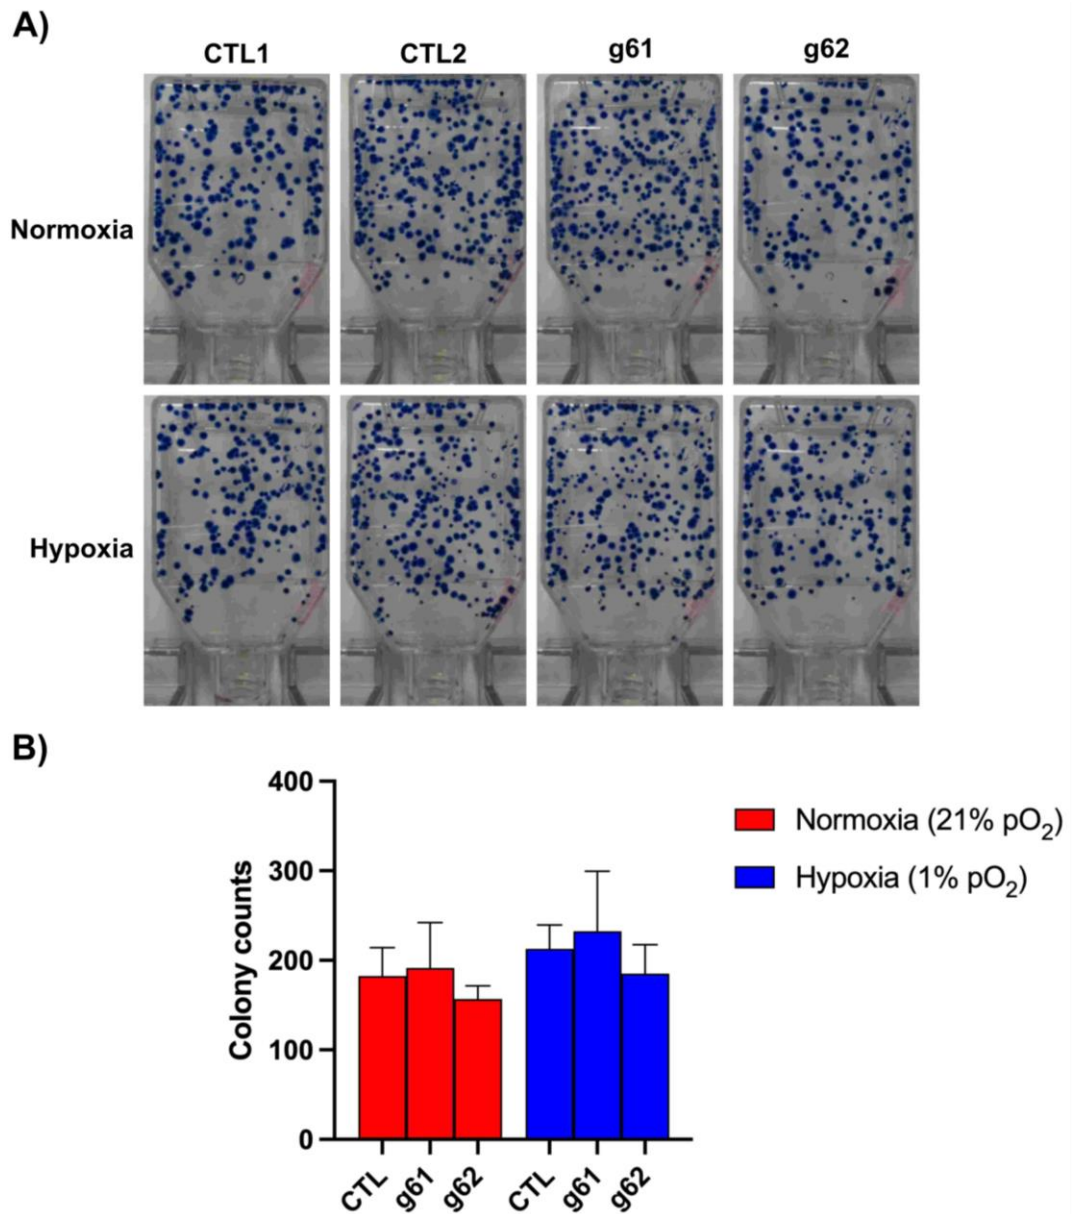 A)
CTL1 CTL2 g61 g62
Normoxia
Hypoxia
B)
400
300
200
100
0
Colony counts
CTL g61 g62 CTL g61 g62
Normoxia (21% pO₂)
Hypoxia (1% pO₂)